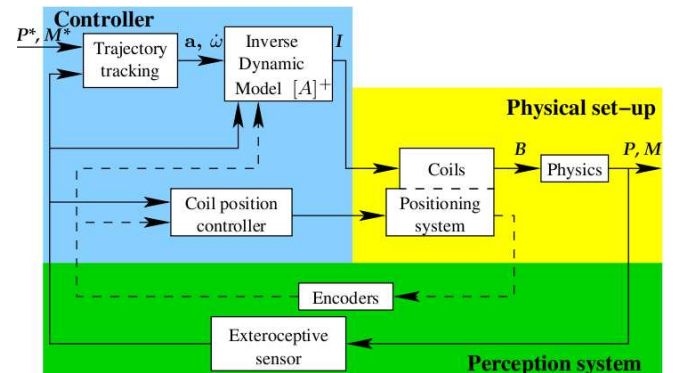 Controller
P*, M*
Trajectory
tracking
a, ω̇
Inverse
Dynamic
Model [A]⁺
I
Physical set-up
Coils
B
Physics
P, M
Coil position
controller
Positioning
system
Encoders
Exteroceptive
sensor
Perception system